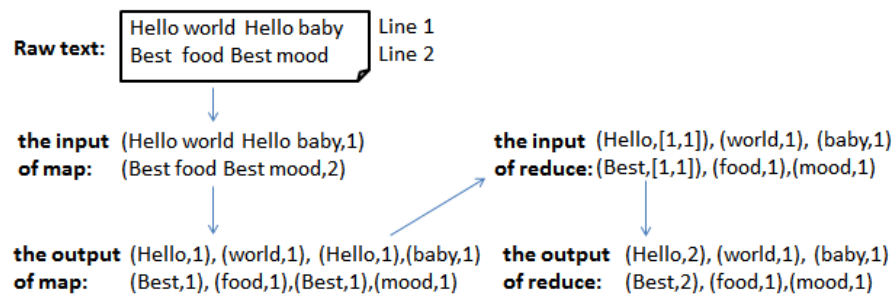 Raw text:
Hello world Hello baby Line 1
Best food Best mood Line 2
the input (Hello world Hello baby,1)
of map: (Best food Best mood,2)
the output (Hello,1), (world,1), (Hello,1),(baby,1)
of map: (Best,1), (food,1),(Best,1),(mood,1)
the input (Hello,[1,1]), (world,1), (baby,1)
of reduce: (Best,[1,1]), (food,1),(mood,1)
the output (Hello,2), (world,1), (baby,1)
of reduce: (Best,2), (food,1),(mood,1)